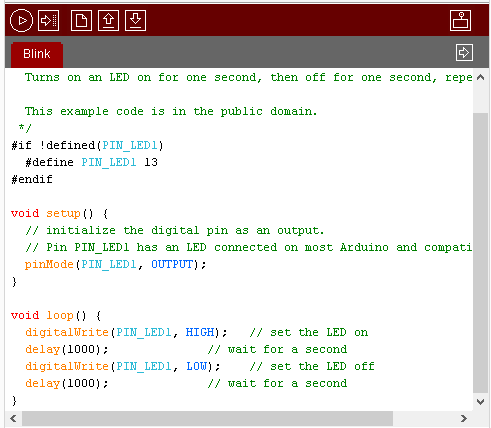 Blink
Turns on an LED on for one second, then off for one second, repe
This example code is in the public domain.
*/
#if !defined(PIN_LED1)
#define PIN_LED1 13
#endif
void setup() {
// initialize the digital pin as an output.
// Pin PIN_LED1 has an LED connected on most Arduino and compati
pinMode(PIN_LED1, OUTPUT);
}
void loop() {
digitalWrite(PIN_LED1, HIGH); // set the LED on
delay(1000); // wait for a second
digitalWrite(PIN_LED1, LOW); // set the LED off
delay(1000); // wait for a second
}